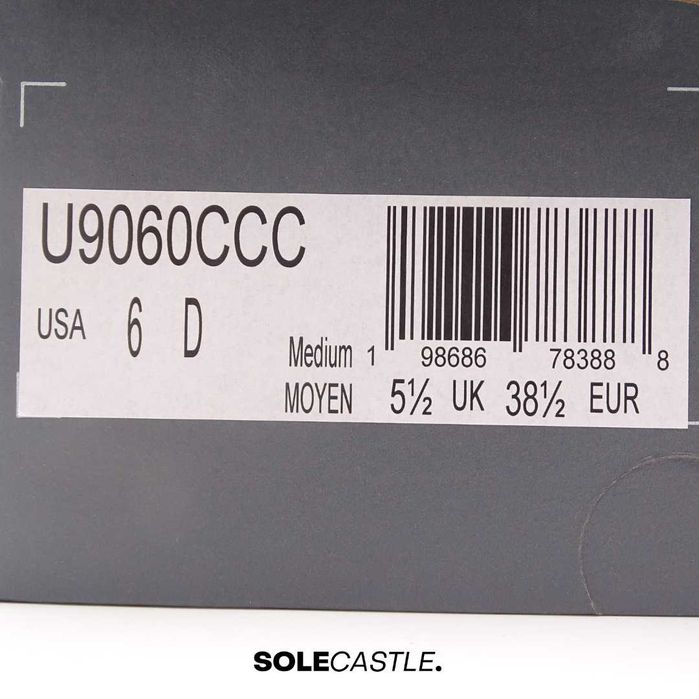 U9060CCC
USA 6 D
Medium 1 98686 78388 8
MOYEN 5½ UK 38½ EUR
SOLECASTLE.